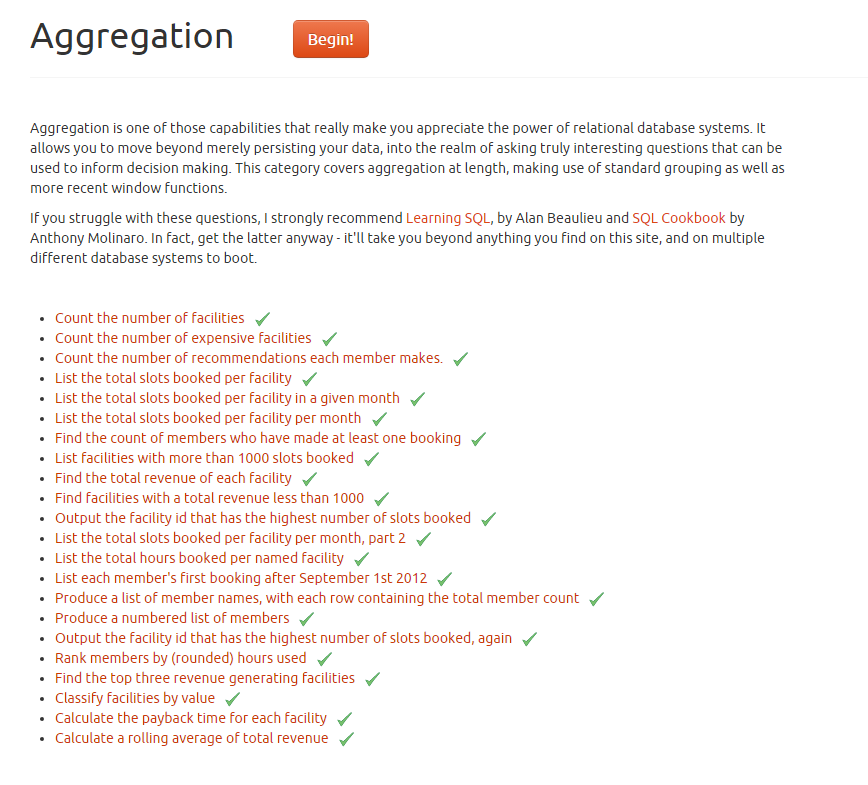 Aggregation
Begin!
Aggregation is one of those capabilities that really make you appreciate the power of relational database systems. It
allows you to move beyond merely persisting your data, into the realm of asking truly interesting questions that can be
used to inform decision making. This category covers aggregation at length, making use of standard grouping as well as
more recent window functions.
If you struggle with these questions, I strongly recommend Learning SQL, by Alan Beaulieu and SQL Cookbook by
Anthony Molinaro. In fact, get the latter anyway - it'll take you beyond anything you find on this site, and on multiple
different database systems to boot.
Count the number of facilities
Count the number of expensive facilities
Count the number of recommendations each member makes.
List the total slots booked per facility
List the total slots booked per facility in a given month
List the total slots booked per facility per month
Find the count of members who have made at least one booking
List facilities with more than 1000 slots booked
Find the total revenue of each facility
Find facilities with a total revenue less than 1000
Output the facility id that has the highest number of slots booked
List the total slots booked per facility per month, part 2
List the total hours booked per named facility
List each member's first booking after September 1st 2012
Produce a list of member names, with each row containing the total member count
Produce a numbered list of members
Output the facility id that has the highest number of slots booked, again
Rank members by (rounded) hours used
Find the top three revenue generating facilities
Classify facilities by value
Calculate the payback time for each facility
Calculate a rolling average of total revenue